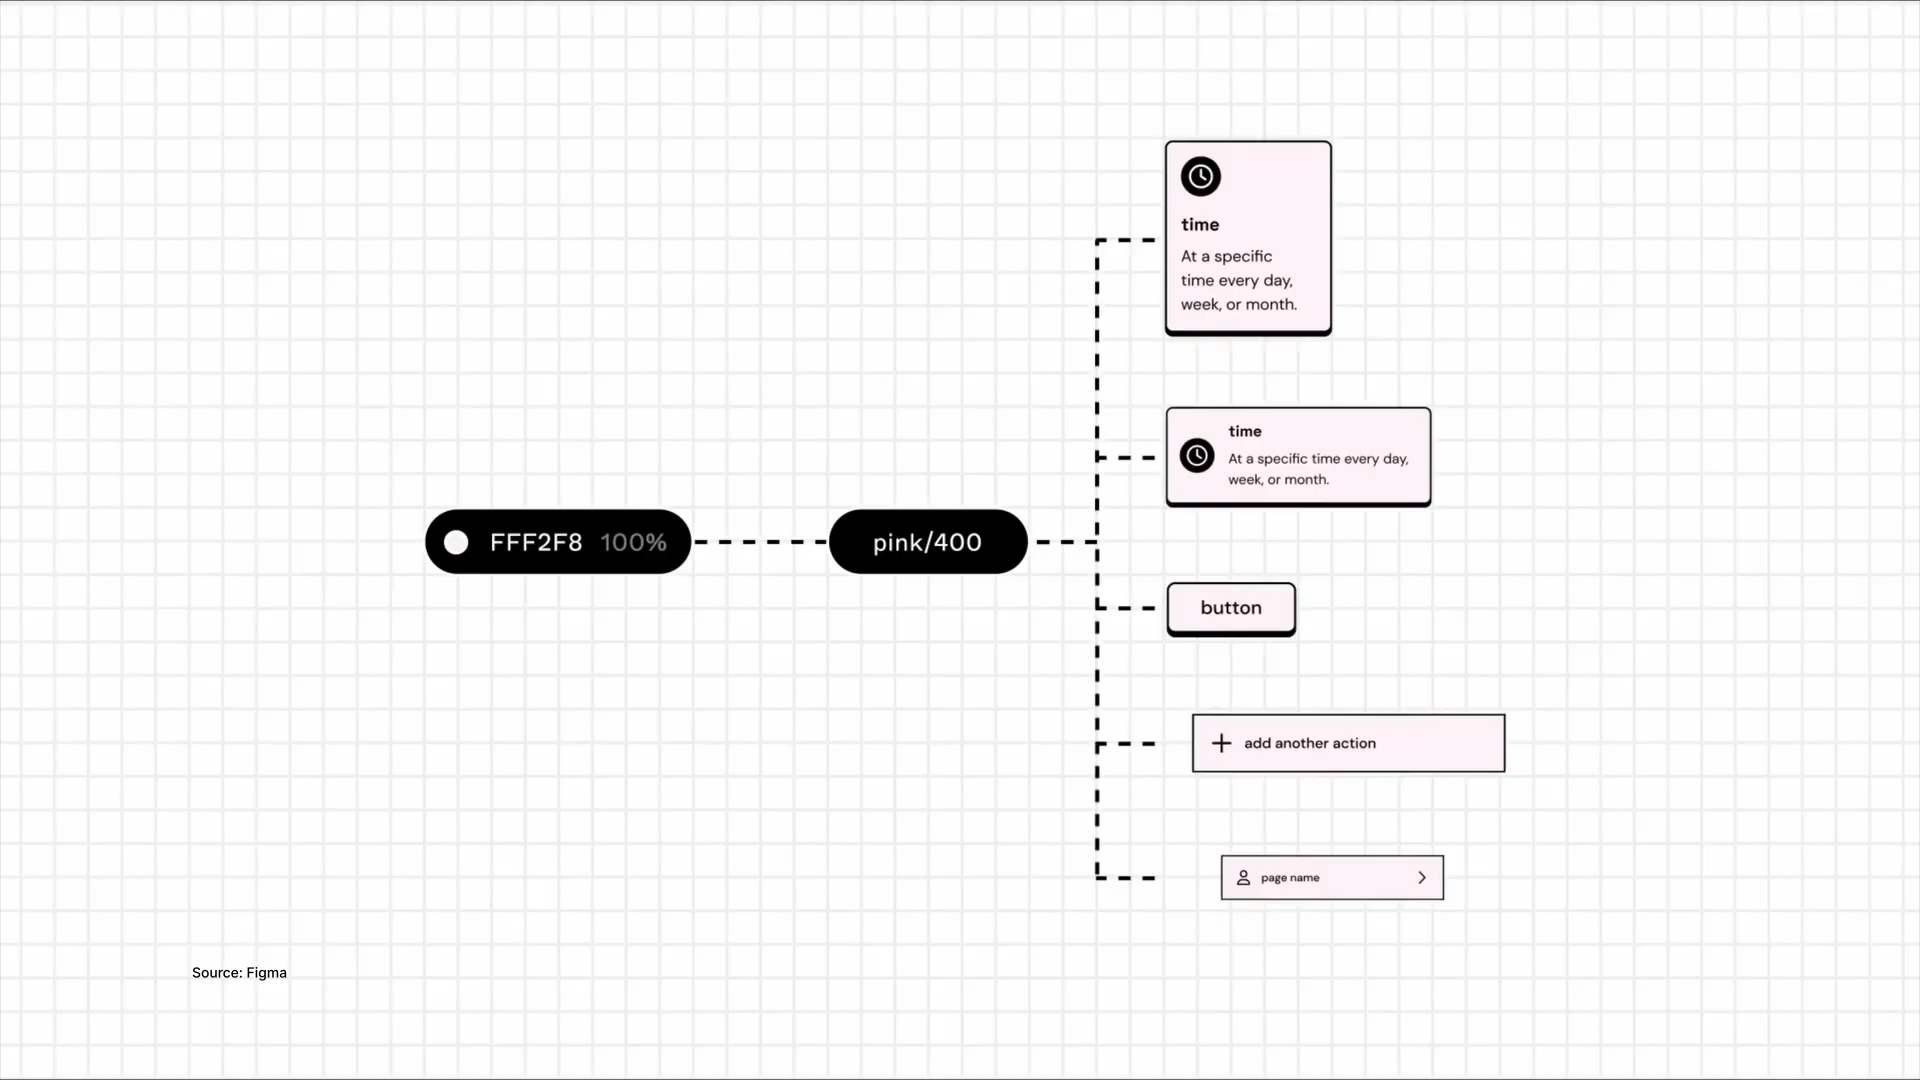 time
At a specific
time every day,
week, or month.
time
At a specific time every day,
week, or month.
FFF2F8 100%
pink/400
button
add another action
page name
Source: Figma